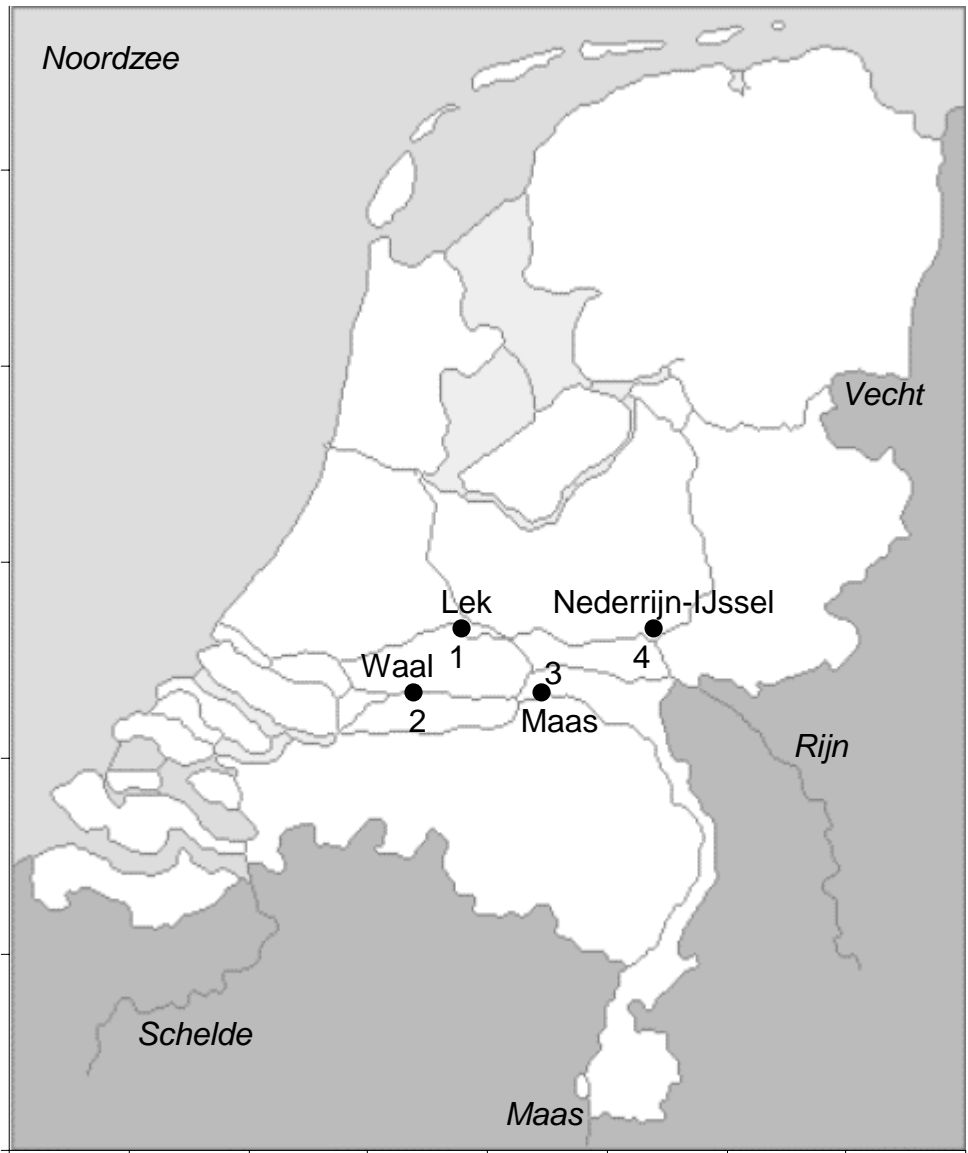 Noordzee
Vecht
Lek
Nederrijn-IJssel
1
4
Waal
3
2
Maas
Rijn
Schelde
Maas